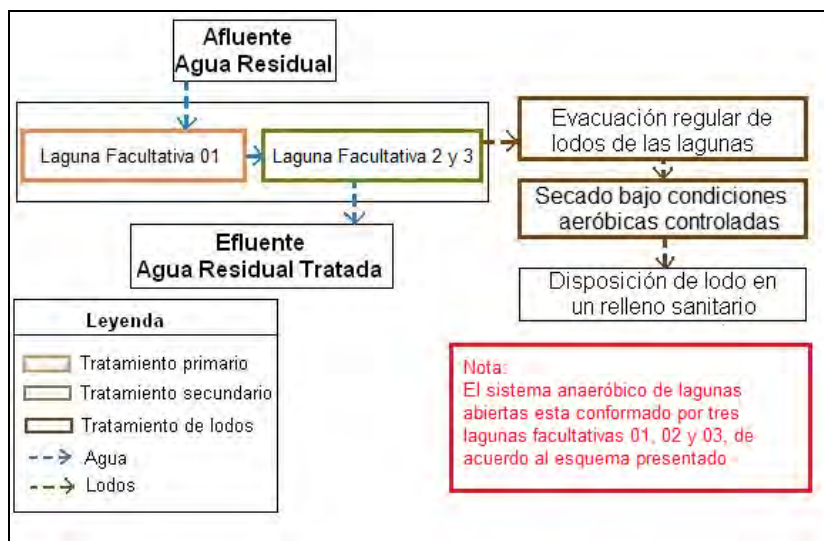 Afluente
Agua Residual
Laguna Facultativa 01
Laguna Facultativa 2 y 3
Evacuación regular de
lodos de las lagunas
Secado bajo condiciones
aeróbicas controladas
Efluente
Agua Residual Tratada
Disposición de lodo en
un relleno sanitario
Leyenda
Tratamiento primario
Tratamiento secundario
Tratamiento de lodos
Agua
Lodos
Nota:
El sistema anaeróbico de lagunas
abiertas esta conformado por tres
lagunas facultativas 01, 02 y 03, de
acuerdo al esquema presentado